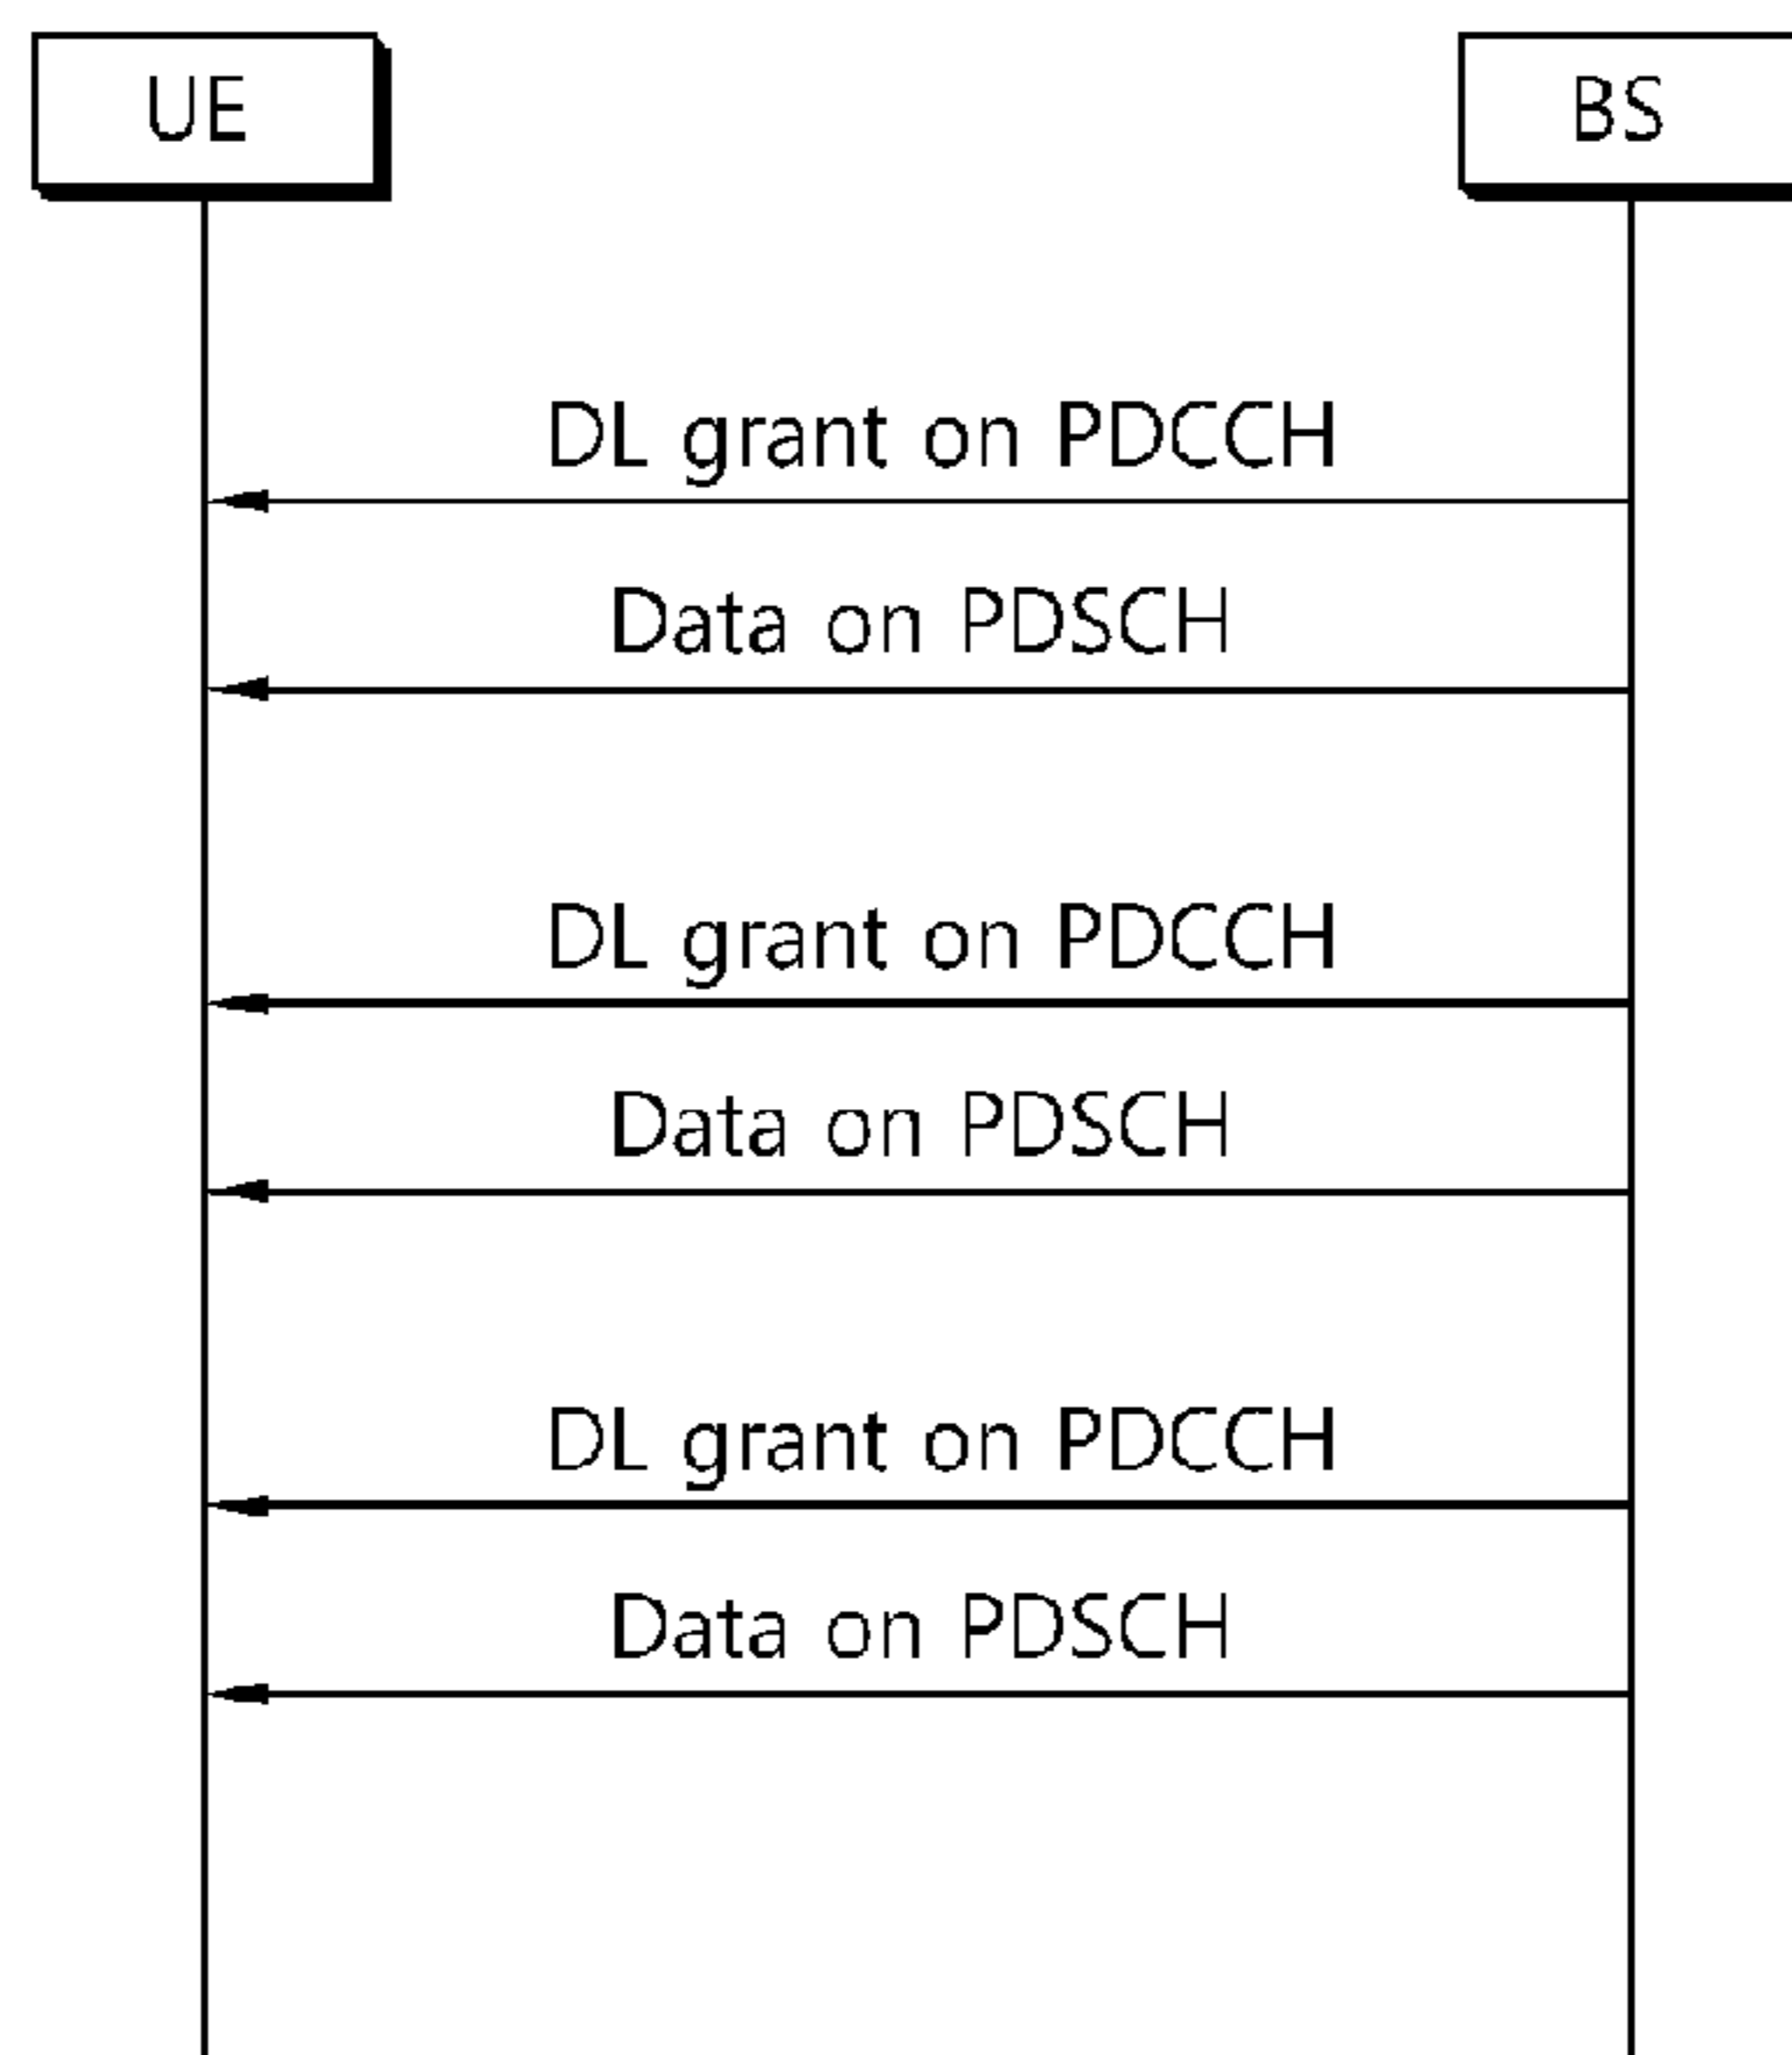 UE
BS
DL grant on PDCCH
Data on PDSCH
DL grant on PDCCH
Data on PDSCH
DL grant on PDCCH
Data on PDSCH